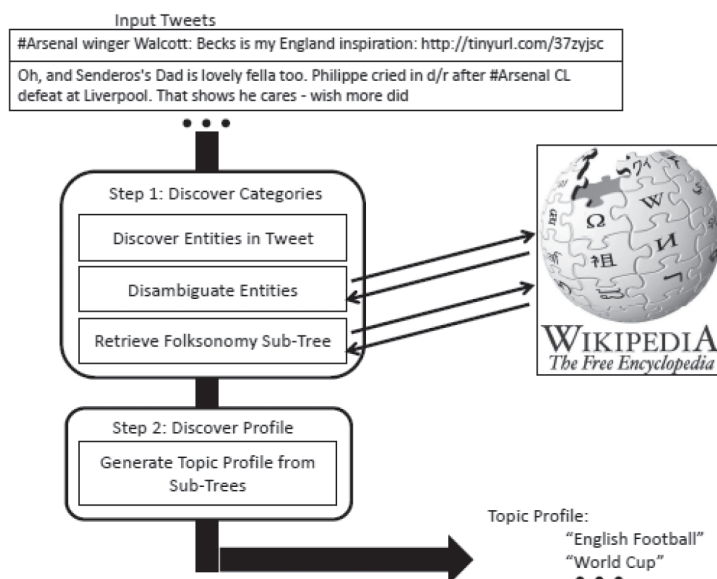 Input Tweets
#Arsenal winger Walcott: Becks is my England inspiration: http://tinyurl.com/37zyjsc
Oh, and Senderos's Dad is lovely fella too. Philippe cried in d/r after #Arsenal CL
defeat at Liverpool. That shows he cares - wish more did
Step 1: Discover Categories
Discover Entities in Tweet
Disambiguate Entities
Retrieve Folksonomy Sub-Tree
Ω
W
И
祖
WIKIPEDIA
The Free Encyclopedia
Step 2: Discover Profile
Generate Topic Profile from
Sub-Trees
Topic Profile:
“English Football”
“World Cup”